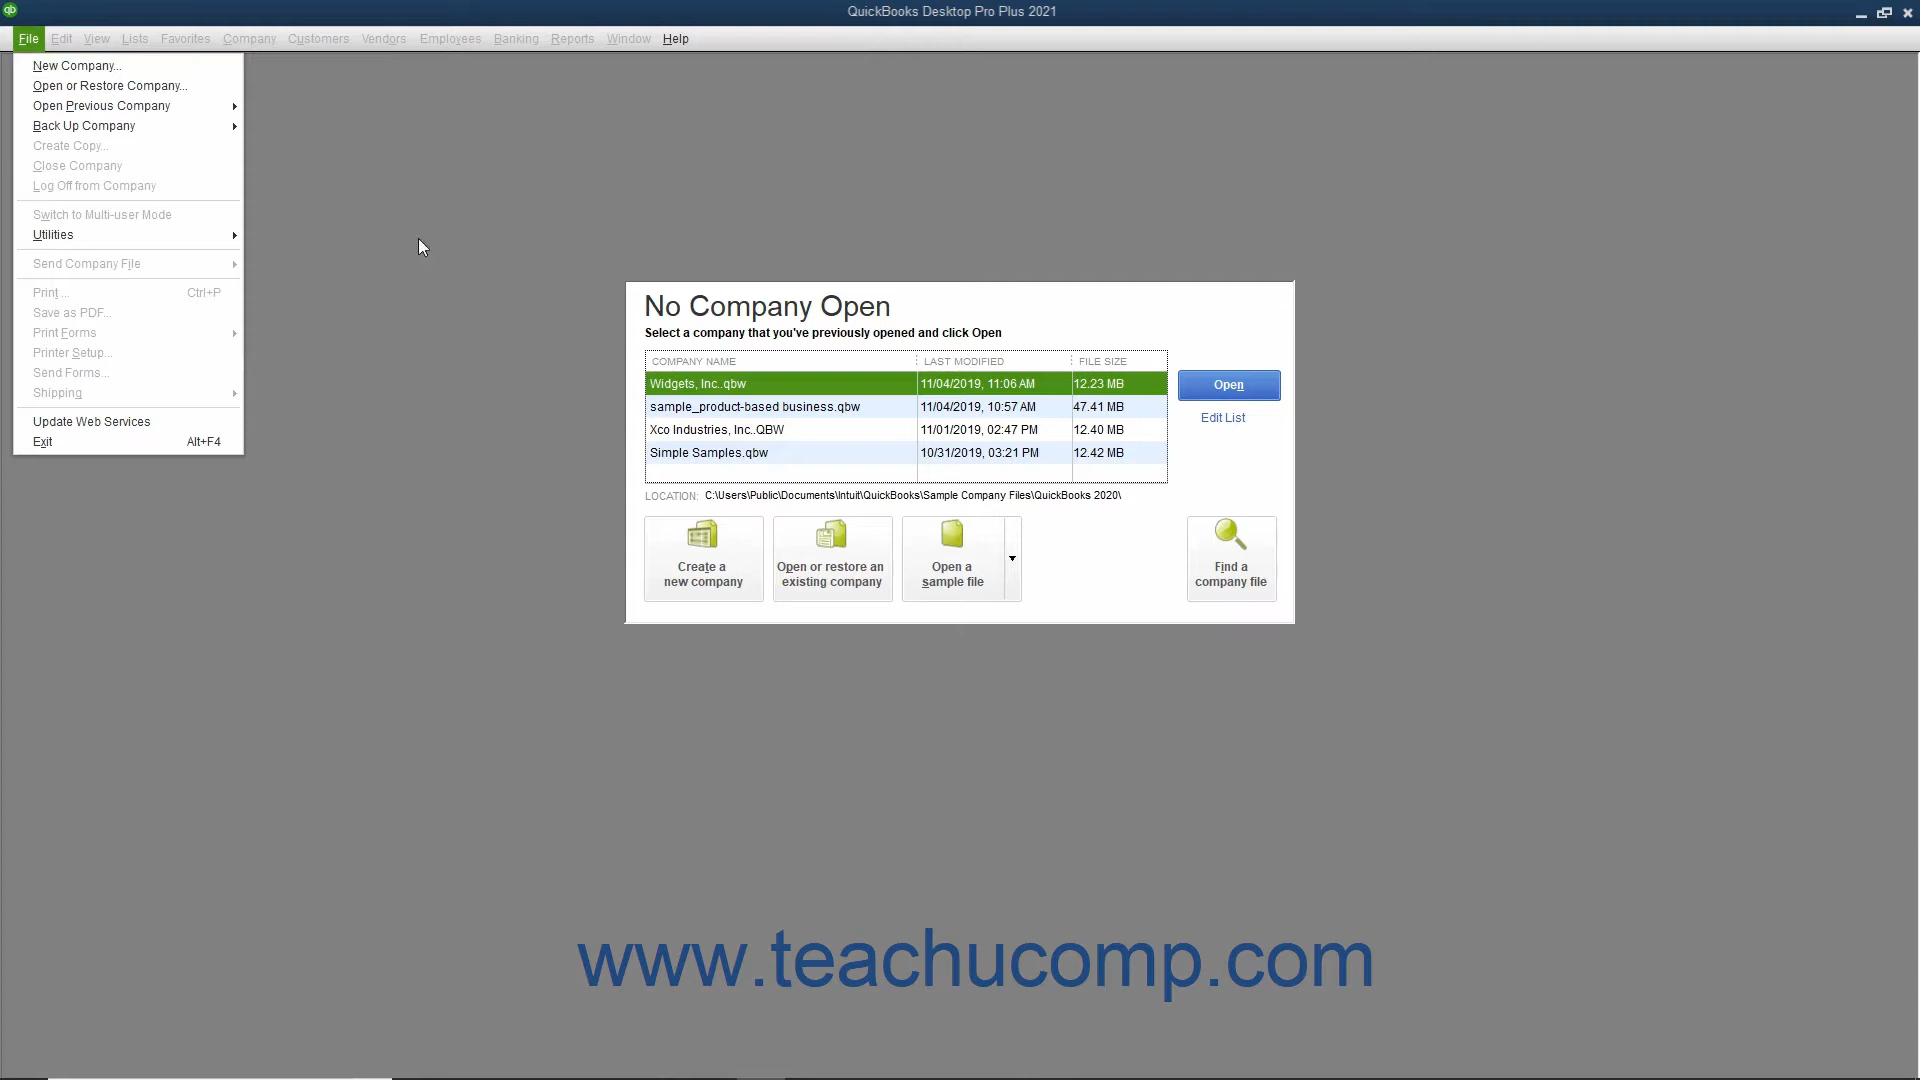 QuickBooks Desktop Pro Plus 2021
File Edit View Lists Favorites Company Customers Vendors Employees Banking Reports Window Help
New Company...
Open or Restore Company...
Open Previous Company
Back Up Company
Create Copy...
Close Company
Log Off from Company
Switch to Multi-user Mode
Utilities
Send Company File
Print ... Ctrl+P
Save as PDF...
Print Forms
Printer Setup...
Send Forms...
Shipping
Update Web Services
Exit Alt+F4
No Company Open
Select a company that you've previously opened and click Open
COMPANY NAME LAST MODIFIED FILE SIZE
Widgets, Inc..qbw 11/04/2019, 11:06 AM 12.23 MB
sample_product-based business.qbw 11/04/2019, 10:57 AM 47.41 MB
Xco Industries, Inc..QBW 11/01/2019, 02:47 PM 12.40 MB
Simple Samples.qbw 10/31/2019, 03:21 PM 12.42 MB
Open
Edit List
LOCATION: C:\Users\Public\Documents\Intuit\QuickBooks\Sample Company Files\QuickBooks 2020\
Create a
new company
Open or restore an
existing company
Open a
sample file
Find a
company file
www.teachucomp.com